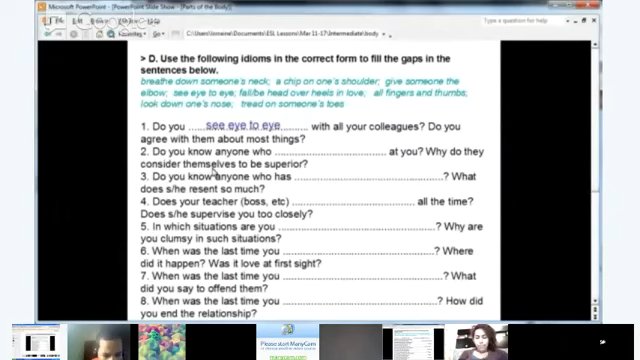 Microsoft PowerPoint Slide Show - [Parts of the Body]
Type a question for help
C:\Users\lorraine\Documents\ESL Lessons\Mar 11-17\Intermediate\body
> D. Use the following idioms in the correct form to fill the gaps in the
sentences below.
breathe down someone's neck; a chip on one's shoulder; give someone the
elbow; see eye to eye; fall/be head over heels in love; all fingers and thumbs;
look down one's nose; tread on someone's toes
1. Do you ......see eye to eye......... with all your colleagues? Do you
agree with them about most things?
2. Do you know anyone who ........................................ at you? Why do they
consider themselves to be superior?
3. Do you know anyone who has ..................................................? What
does s/he resent so much?
4. Does your teacher (boss, etc) ........................................ all the time?
Does s/he supervise you too closely?
5. In which situations are you ..................................................? Why are
you clumsy in such situations?
6. When was the last time you ..................................................? Where
did it happen? Was it love at first sight?
7. When was the last time you ..................................................? What
did you say to offend them?
8. When was the last time you ..................................................? How did
you end the relationship?
Please start ManyCam
manycam.com